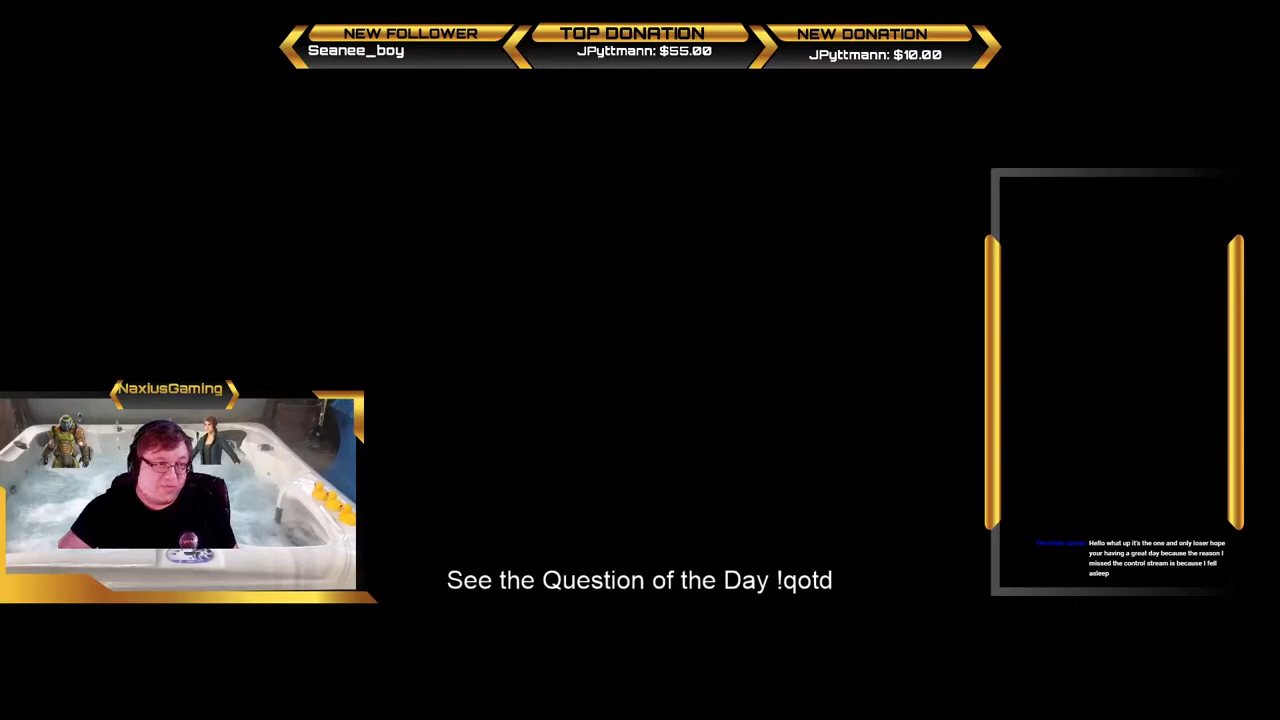 NEW FOLLOWER
Seanee_boy
TOP DONATION
JPyttmann: $55.00
NEW DONATION
JPyttmann: $10.00
NaxiusGaming
Hello what up it's the one and only loser hope
your having a great day because the reason I
missed the control stream is because I fell
asleep
See the Question of the Day !qotd